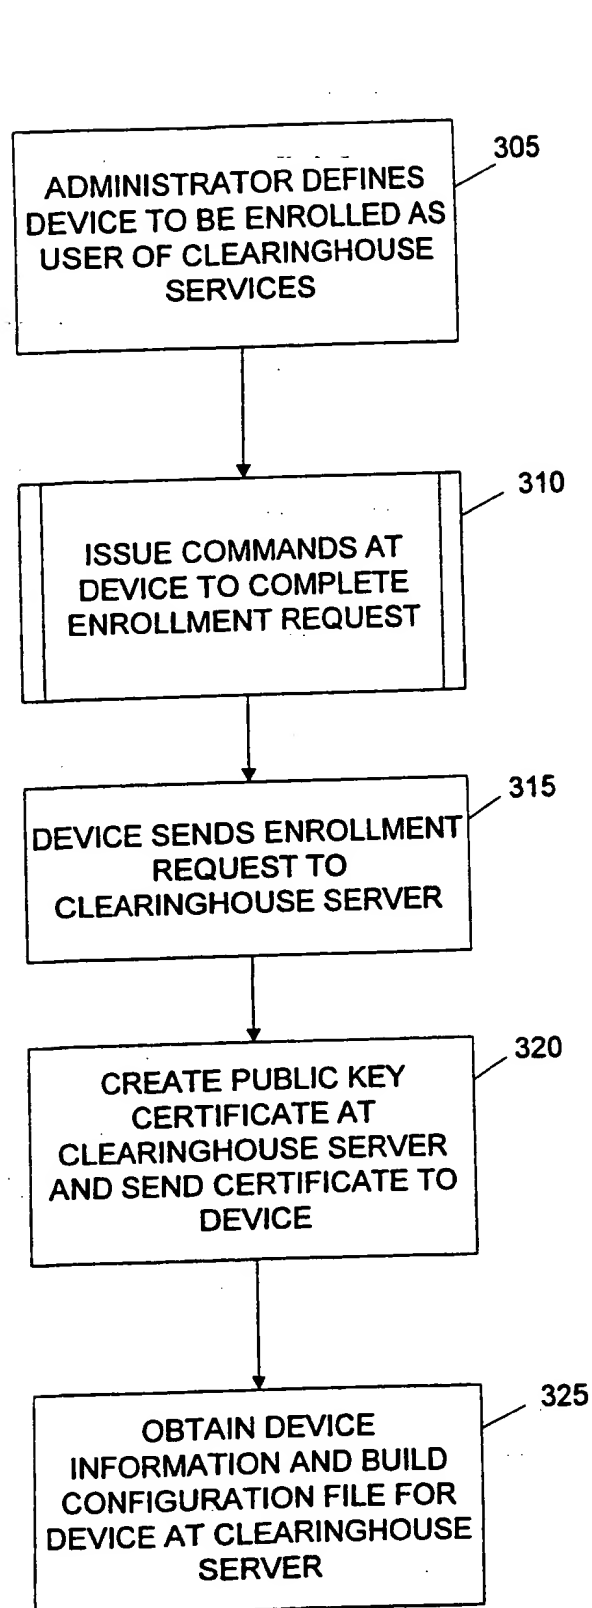 305
ADMINISTRATOR DEFINES
DEVICE TO BE ENROLLED AS
USER OF CLEARINGHOUSE
SERVICES
310
ISSUE COMMANDS AT
DEVICE TO COMPLETE
ENROLLMENT REQUEST
315
DEVICE SENDS ENROLLMENT
REQUEST TO
CLEARINGHOUSE SERVER
320
CREATE PUBLIC KEY
CERTIFICATE AT
CLEARINGHOUSE SERVER
AND SEND CERTIFICATE TO
DEVICE
325
OBTAIN DEVICE
INFORMATION AND BUILD
CONFIGURATION FILE FOR
DEVICE AT CLEARINGHOUSE
SERVER